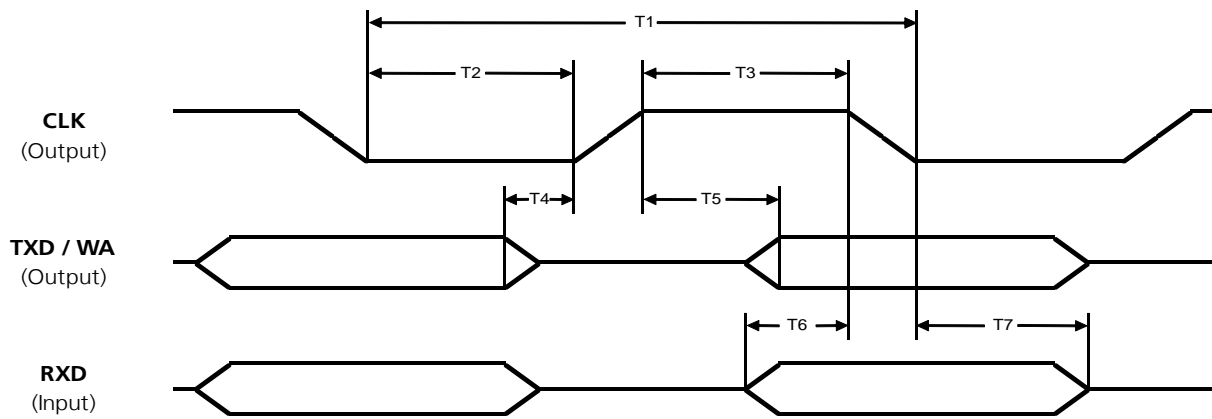 T1
T2
T3
CLK
(Output)
T4
T5
TXD / WA
(Output)
T6
T7
RXD
(Input)